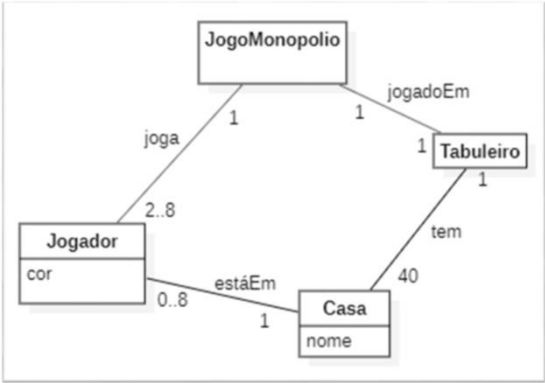 JogoMonopolio
jogadoEm
1
1
joga
1
Tabuleiro
1
2..8
tem
Jogador
cor
estáEm
40
0..8
1
Casa
nome